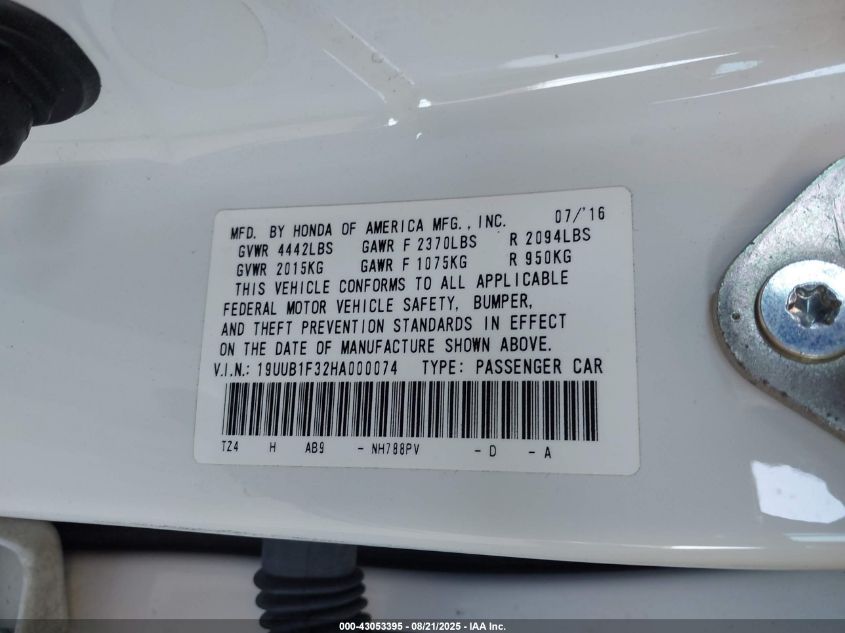 MFD. BY HONDA OF AMERICA MFG., INC. 07/'16
GVWR 4442LBS GAWR F 2370LBS R 2094LBS
GVWR 2015KG GAWR F 1075KG R 950KG
THIS VEHICLE CONFORMS TO ALL APPLICABLE
FEDERAL MOTOR VEHICLE SAFETY, BUMPER,
AND THEFT PREVENTION STANDARDS IN EFFECT
ON THE DATE OF MANUFACTURE SHOWN ABOVE.
V.I.N.: 19UUB1F32HA000074 TYPE: PASSENGER CAR
TZ4 H AB9 - NH788PV - D - A
000-43053395 - 08/21/2025 - IAA Inc.